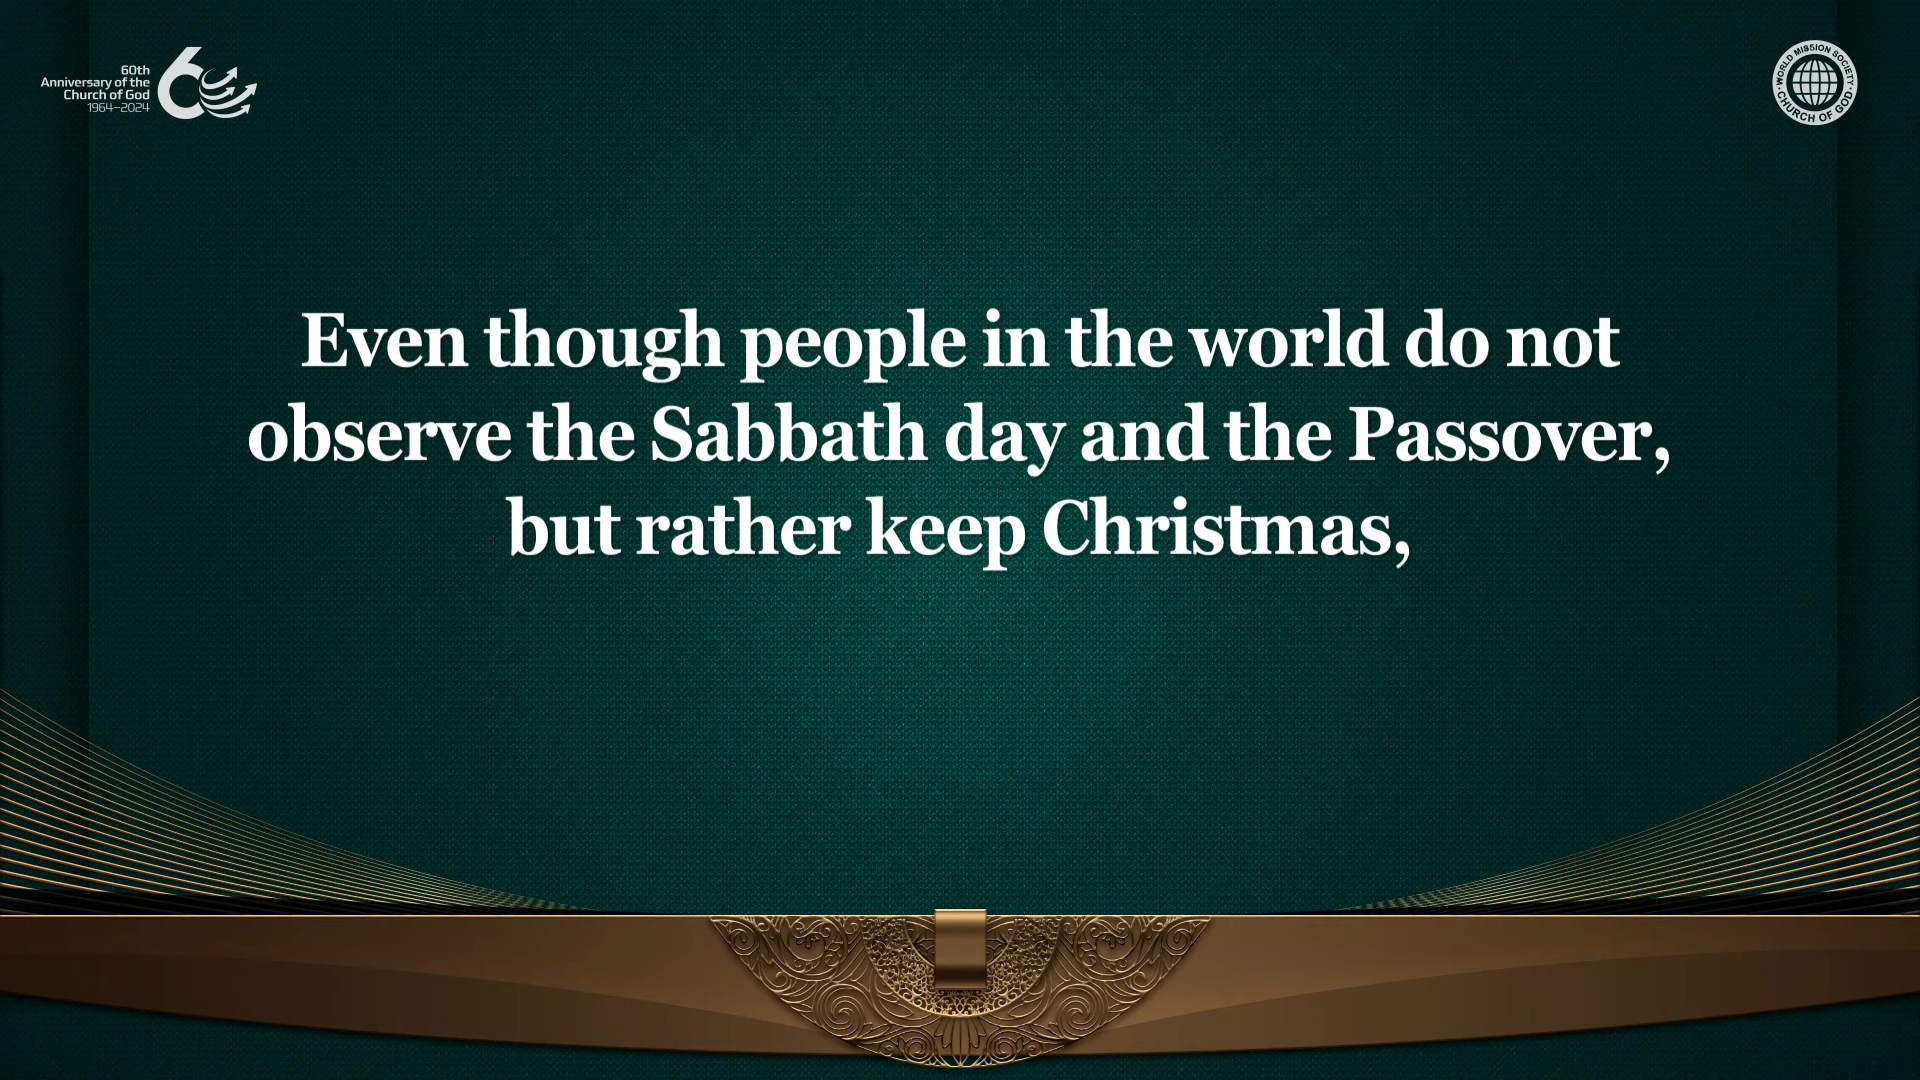 60th
Anniversary of the
Church of God
1964–2024
WORLD MISSION SOCIETY
CHURCH OF GOD
Even though people in the world do not
observe the Sabbath day and the Passover,
but rather keep Christmas,